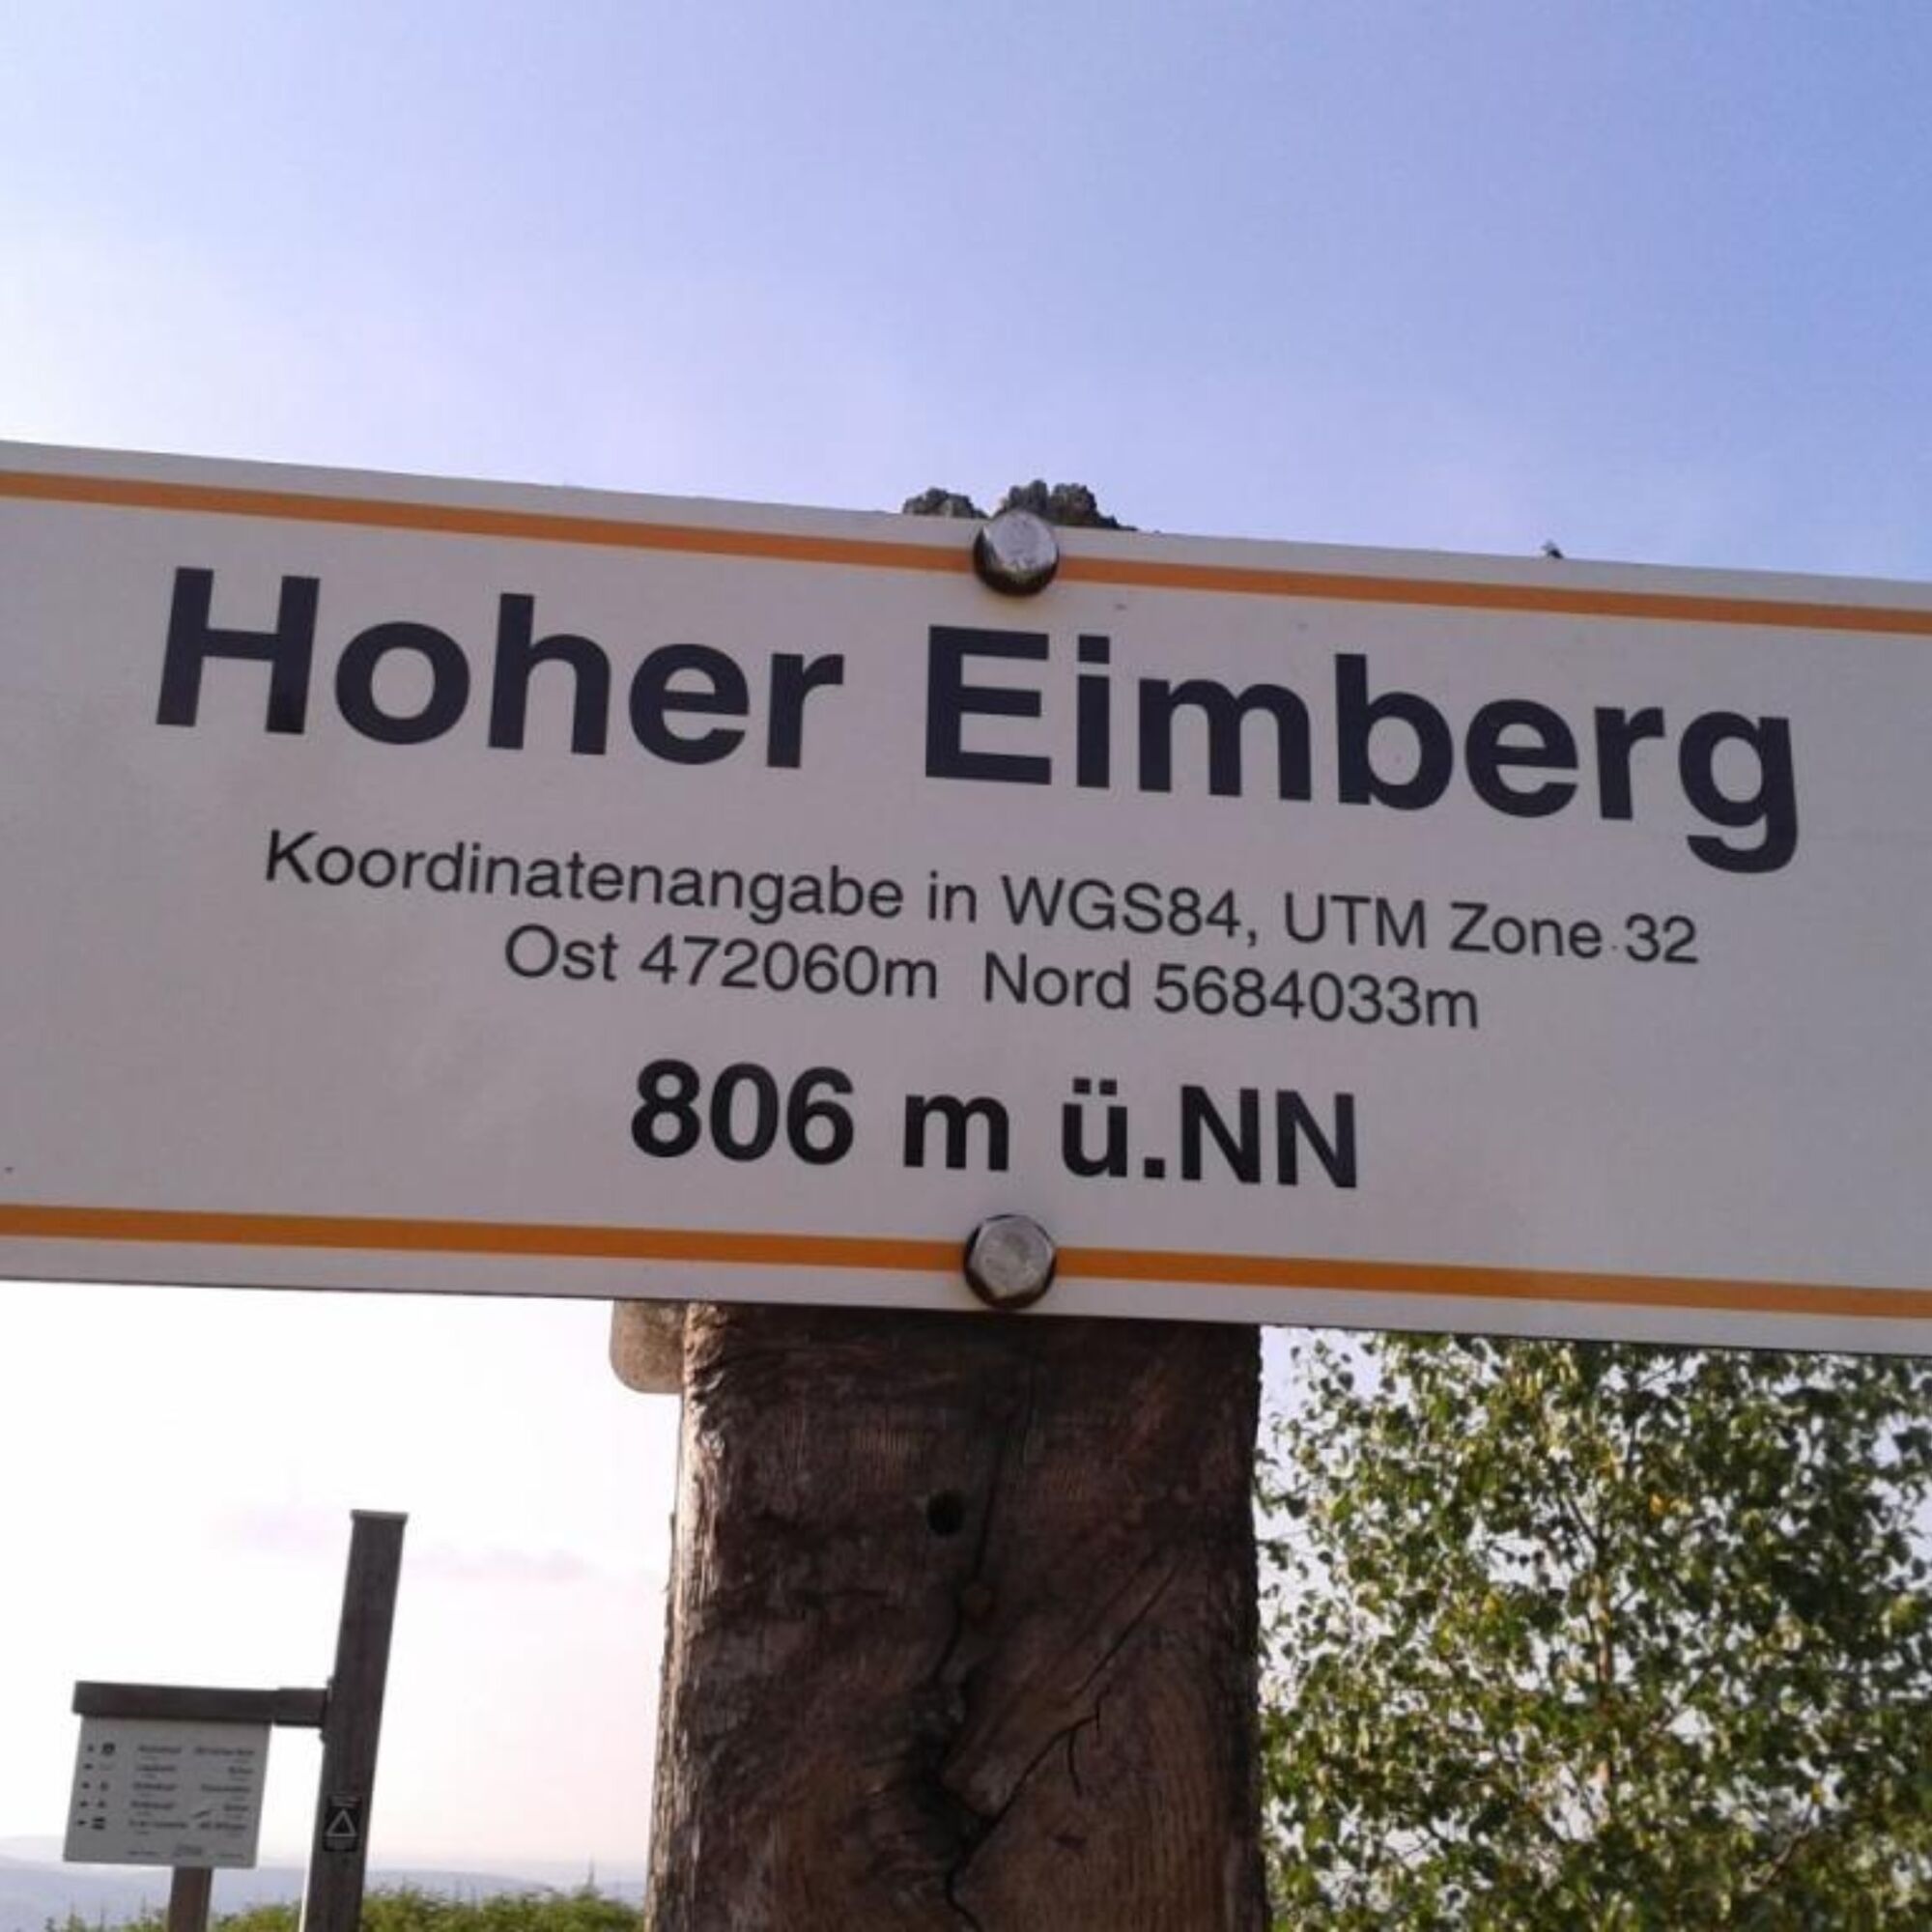 Hoher Eimberg
Koordinatenangabe in WGS84, UTM Zone 32
Ost 472060m Nord 5684033m
806 m ü.NN